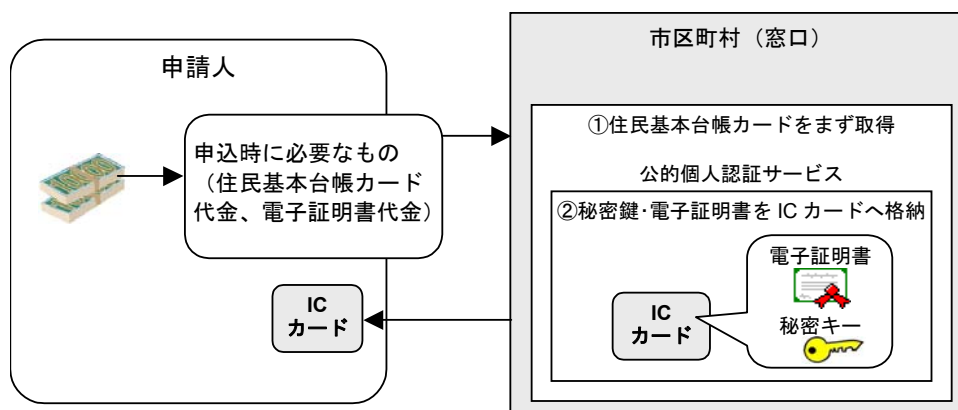 申請人
申込時に必要なもの
（住民基本台帳カード
代金、電子証明書代金）
IC
カード
市区町村（窓口）
①住民基本台帳カードをまず取得
公的個人認証サービス
②秘密鍵･電子証明書を IC カードへ格納
電子証明書
秘密キー
IC
カード